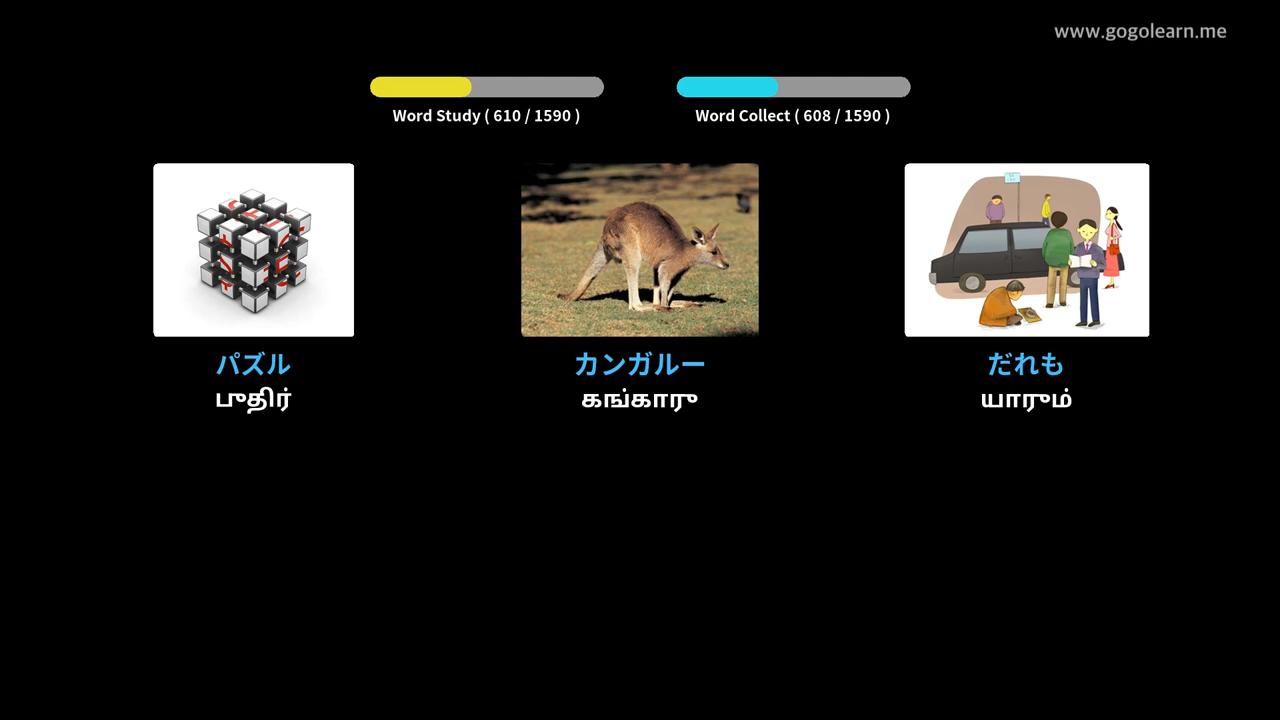 www.gogolearn.me
Word Study ( 610 / 1590 )
Word Collect ( 608 / 1590 )
パズル
புதிர்
カンガルー
கங்காரு
だれも
யாரும்